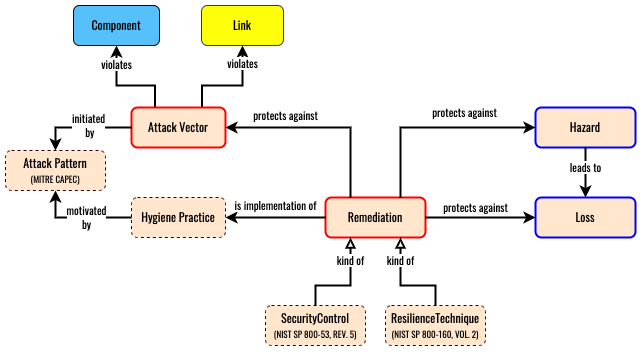 Component
Link
violates
violates
initiated
by
Attack Vector
protects against
protects against
Hazard
Attack Pattern
(MITRE CAPEC)
leads to
motivated
by
Hygiene Practice
is implementation of
Remediation
protects against
Loss
kind of
kind of
SecurityControl
(NIST SP 800-53, REV. 5)
ResilienceTechnique
(NIST SP 800-160, VOL. 2)